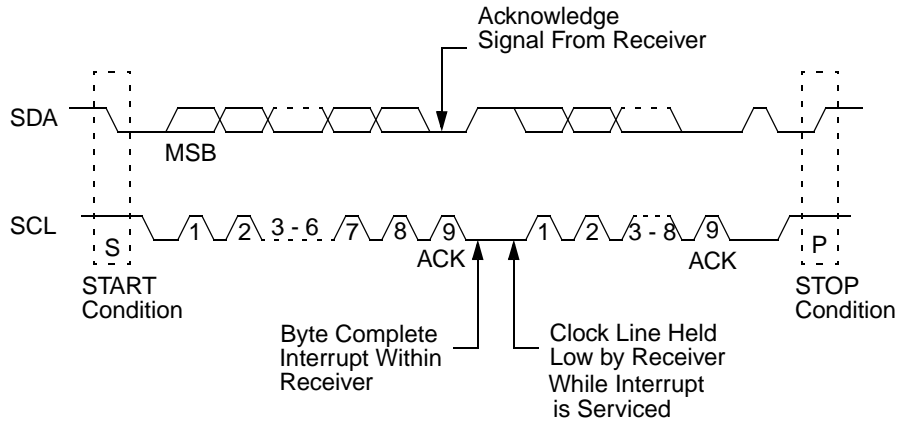 Acknowledge
Signal From Receiver
SDA
MSB
SCL
S
1
2
3 - 6
7
8
9
1
2
3 - 8
9
P
ACK
ACK
START
Condition
STOP
Condition
Byte Complete
Interrupt Within
Receiver
Clock Line Held
Low by Receiver
While Interrupt
is Serviced